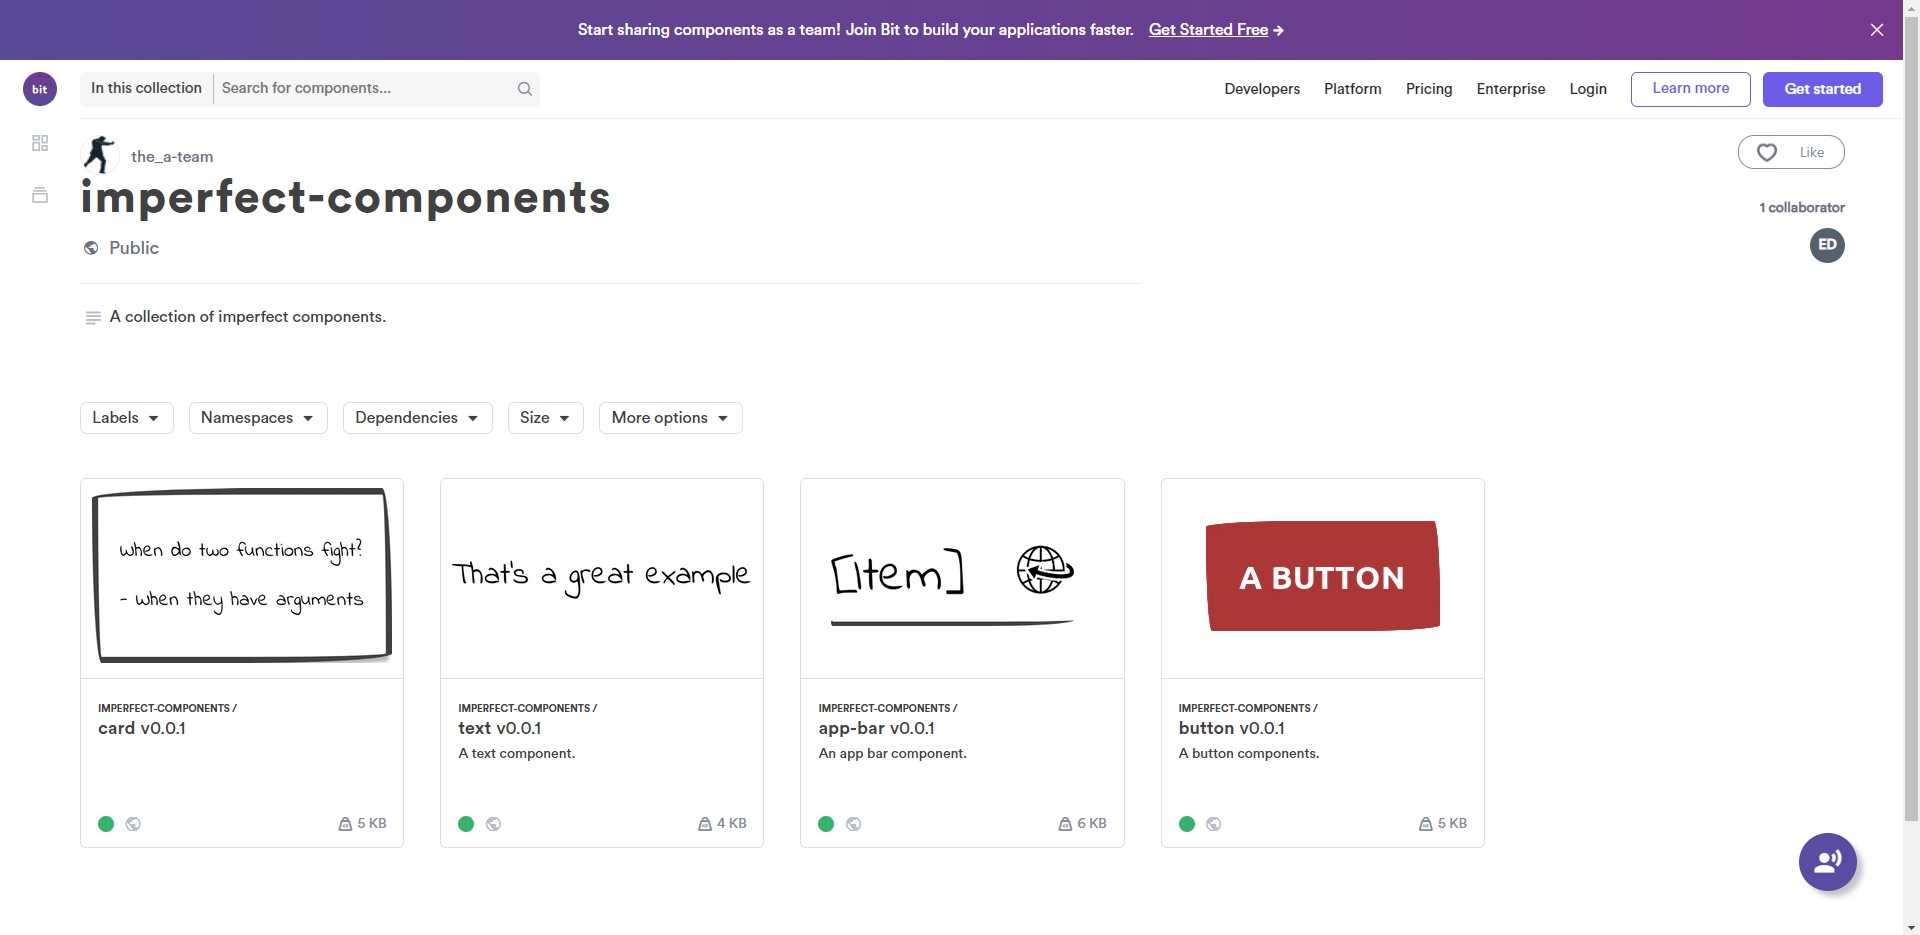 Start sharing components as a team! Join Bit to build your applications faster. Get Started Free →
bit
In this collection
Search for components...
Developers
Platform
Pricing
Enterprise
Login
Learn more
Get started
the_a-team
Like
imperfect-components
1 collaborator
Public
ED
A collection of imperfect components.
Labels
Namespaces
Dependencies
Size
More options
When do two functions fight?
- When they have arguments
IMPERFECT-COMPONENTS /
card v0.0.1
5 KB
That's a great example
IMPERFECT-COMPONENTS /
text v0.0.1
A text component.
4 KB
[Item]
IMPERFECT-COMPONENTS /
app-bar v0.0.1
An app bar component.
6 KB
A BUTTON
IMPERFECT-COMPONENTS /
button v0.0.1
A button components.
5 KB